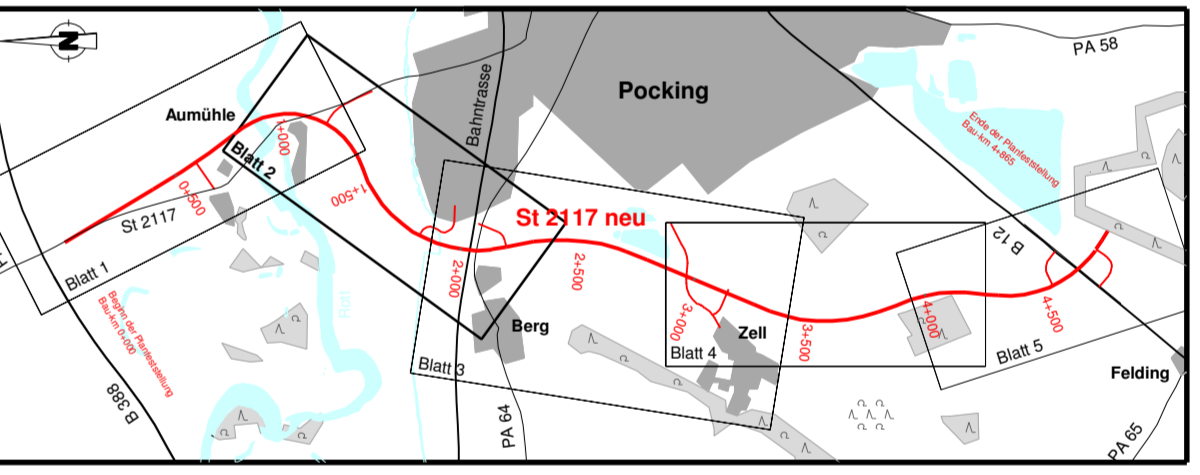 N
PA 58
Pocking
Bahntrasse
Aumühle
1+000
Blatt 2
0+500
1+500
St 2117
Blatt 1
Ende der Planfeststellung
Bau-km 4+865
St 2117 neu
B 12
2+000
2+500
Rott
Beginn der Planfeststellung
Bau-km 0+000
B 388
Berg
3+000
Zell
3+500
4+000
4+500
Blatt 3
Blatt 4
Blatt 5
Felding
PA 64
PA 65